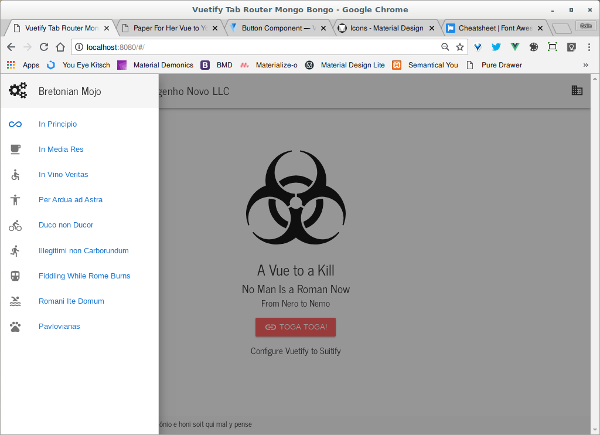 Vuetify Tab Router Mongo Bongo - Google Chrome
Vuetify Tab Router Mon
Paper For Her Vue to Y
Button Component — V
Icons - Material Design
Cheatsheet | Font Awes
localhost:8080/#/
Apps
You Eye Kitsch
Material Demonics
BMD
Materialize-o
Material Design Lite
Semantical You
Pure Drawer
»
Bretonian Mojo
genho Novo LLC
In Principio
In Media Res
In Vino Veritas
Per Ardua ad Astra
Duco non Ducor
Illegitimi non Carborundum
Fiddling While Rome Burns
Romani Ite Domum
Pavlovianas
A Vue to a Kill
No Man Is a Roman Now
From Nero to Nemo
TOGA TOGA!
Configure Vuetify to Suitify
ônio e honi soit qui mal y pense